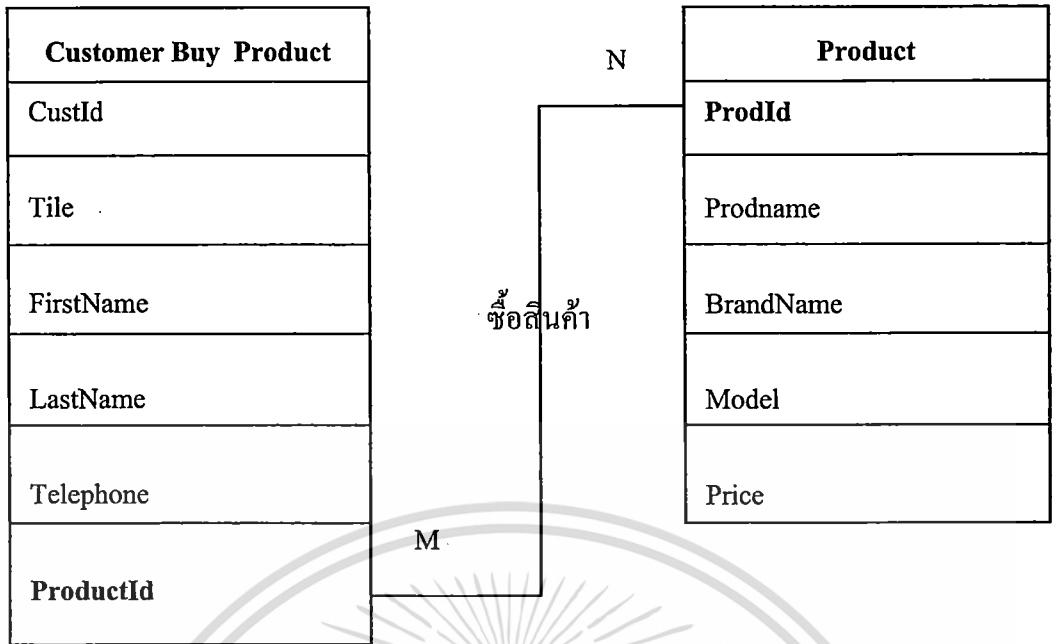 Customer Buy Product
CustId
Tile
FirstName
LastName
Telephone
ProductId
N
ซื้อสินค้า
M
Product
ProdId
Prodname
BrandName
Model
Price